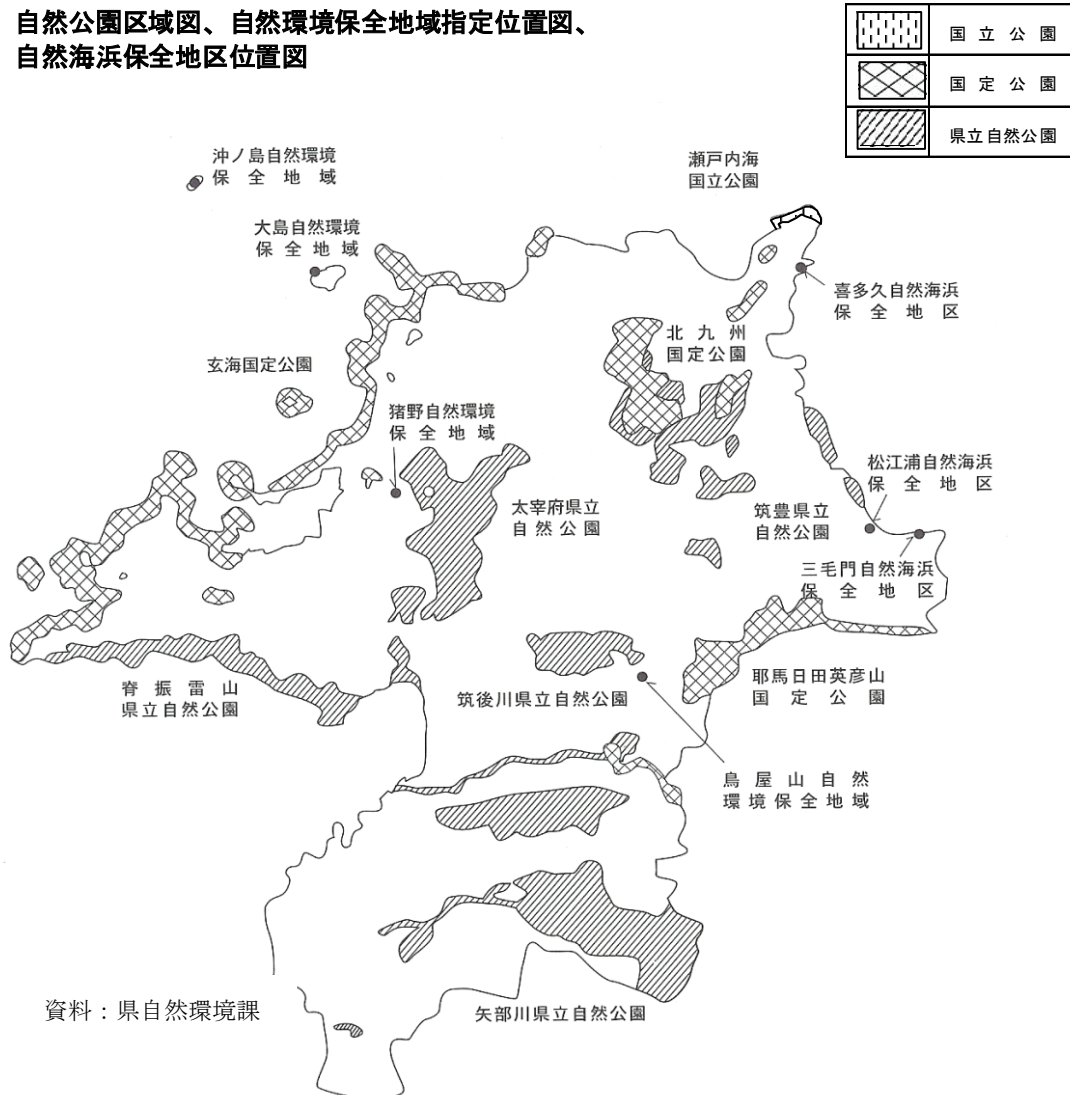 自然公園区域図、自然環境保全地域指定位置図、
自然海浜保全地区位置図
国立公園
国定公園
県立自然公園
沖ノ島自然環境
保全地域
瀬戸内海
国立公園
大島自然環境
保全地域
喜多久自然海浜
保全地区
北九州
国定公園
玄海国定公園
猪野自然環境
保全地域
松江浦自然海浜
保全地区
太宰府県立
自然公園
筑豊県立
自然公園
三毛門自然海浜
保全地区
脊振雷山
県立自然公園
筑後川県立自然公園
耶馬日田英彦山
国定公園
鳥屋山自然
環境保全地域
資料：県自然環境課
矢部川県立自然公園